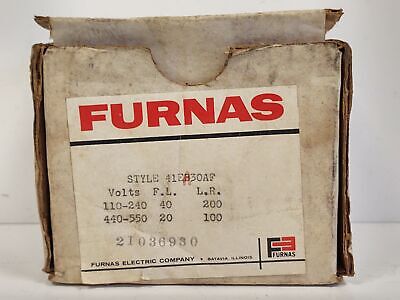 FURNAS
STYLE 41EB30AF
Volts F.L. L.R.
110-240 40 200
440-550 20 100
21036930
FURNAS ELECTRIC COMPANY • BATAVIA, ILLINOIS
FURNAS